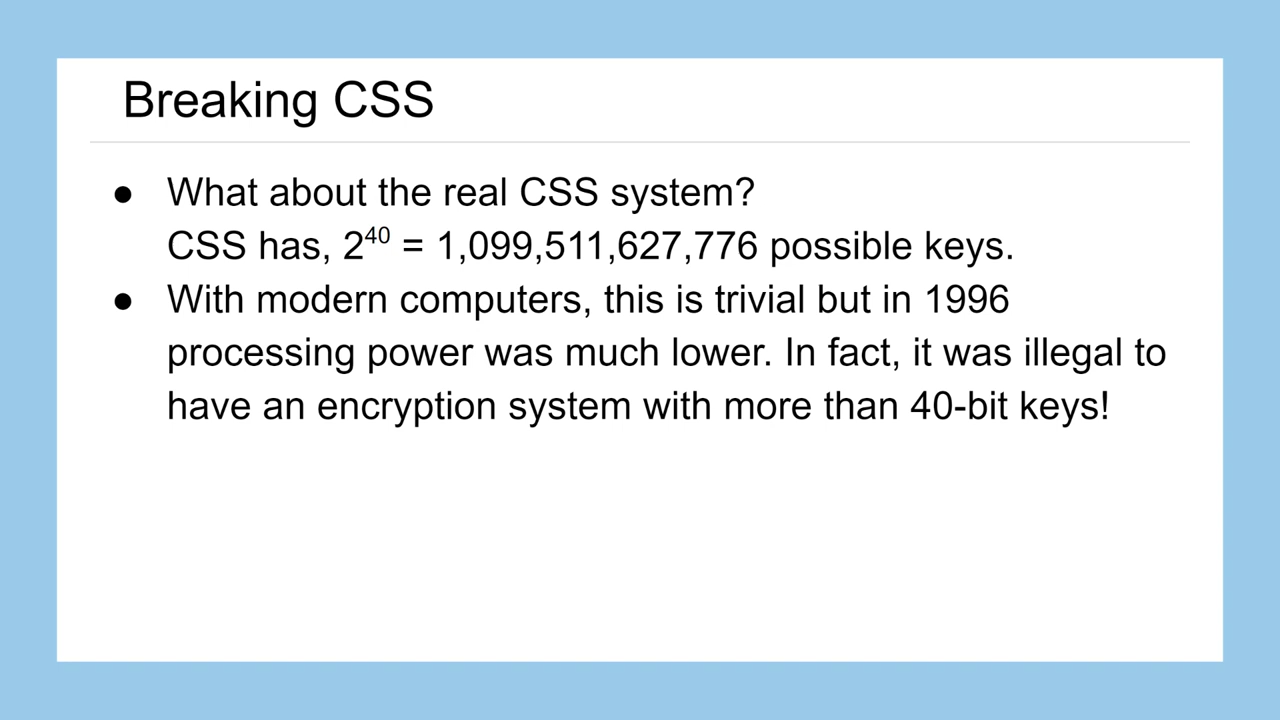 Breaking CSS
● What about the real CSS system?
CSS has, 2⁴⁰ = 1,099,511,627,776 possible keys.
● With modern computers, this is trivial but in 1996
processing power was much lower. In fact, it was illegal to
have an encryption system with more than 40-bit keys!